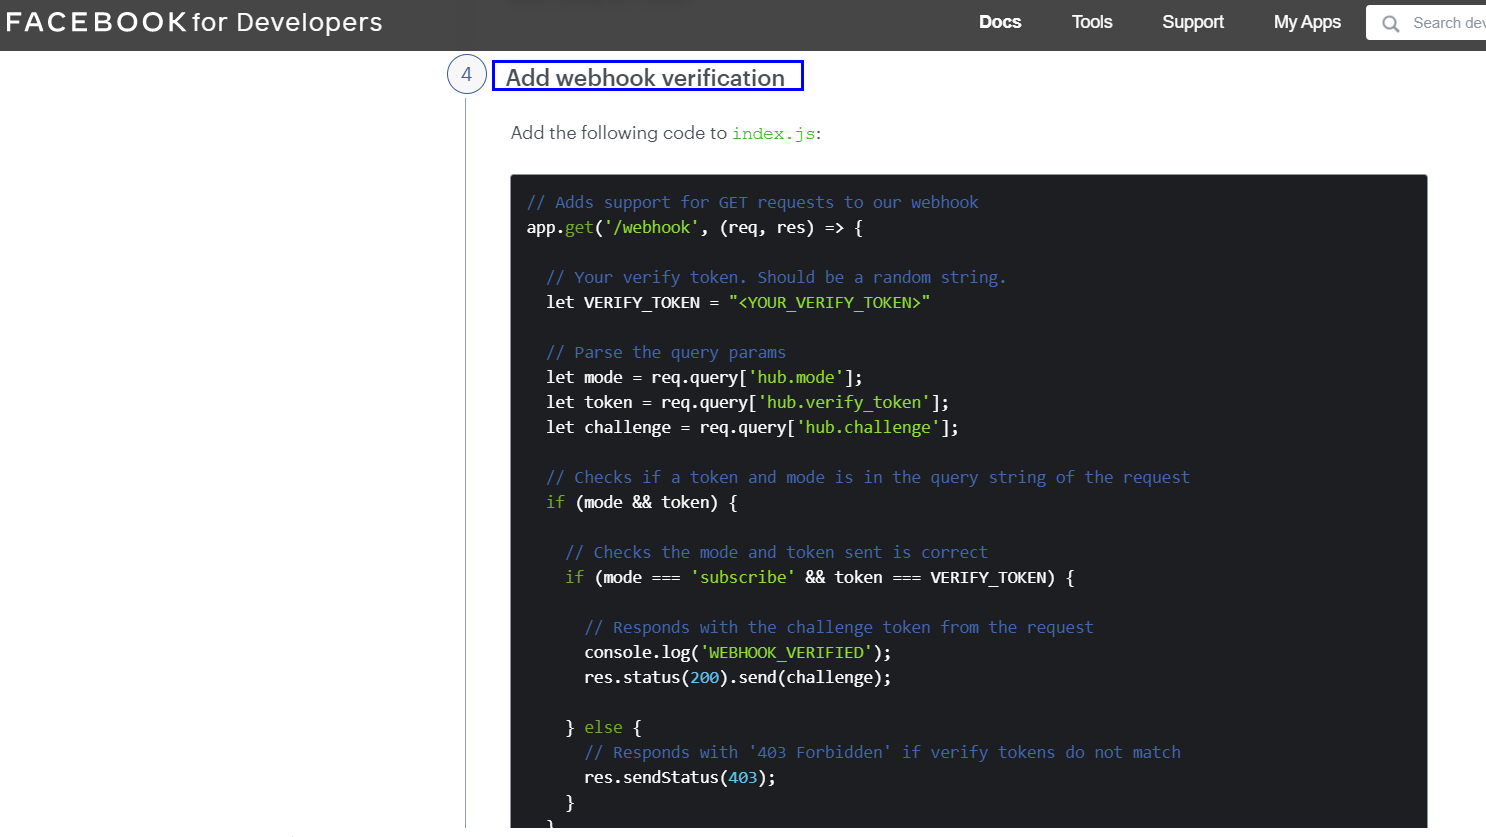 FACEBOOK for Developers Docs Tools Support My Apps Search dev
4 Add webhook verification
Add the following code to index.js:
// Adds support for GET requests to our webhook
app.get('/webhook', (req, res) => {
// Your verify token. Should be a random string.
let VERIFY_TOKEN = "<YOUR_VERIFY_TOKEN>"
// Parse the query params
let mode = req.query['hub.mode'];
let token = req.query['hub.verify_token'];
let challenge = req.query['hub.challenge'];
// Checks if a token and mode is in the query string of the request
if (mode && token) {
// Checks the mode and token sent is correct
if (mode === 'subscribe' && token === VERIFY_TOKEN) {
// Responds with the challenge token from the request
console.log('WEBHOOK_VERIFIED');
res.status(200).send(challenge);
} else {
// Responds with '403 Forbidden' if verify tokens do not match
res.sendStatus(403);
}
}